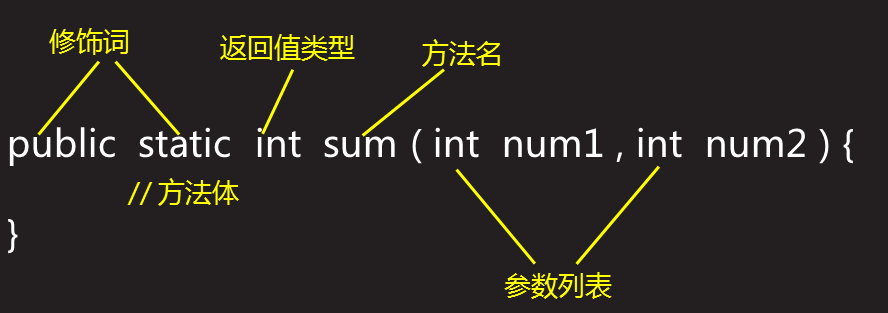 修饰词 返回值类型 方法名
public static int sum ( int num1 , int num2 ) {
// 方法体
}
参数列表